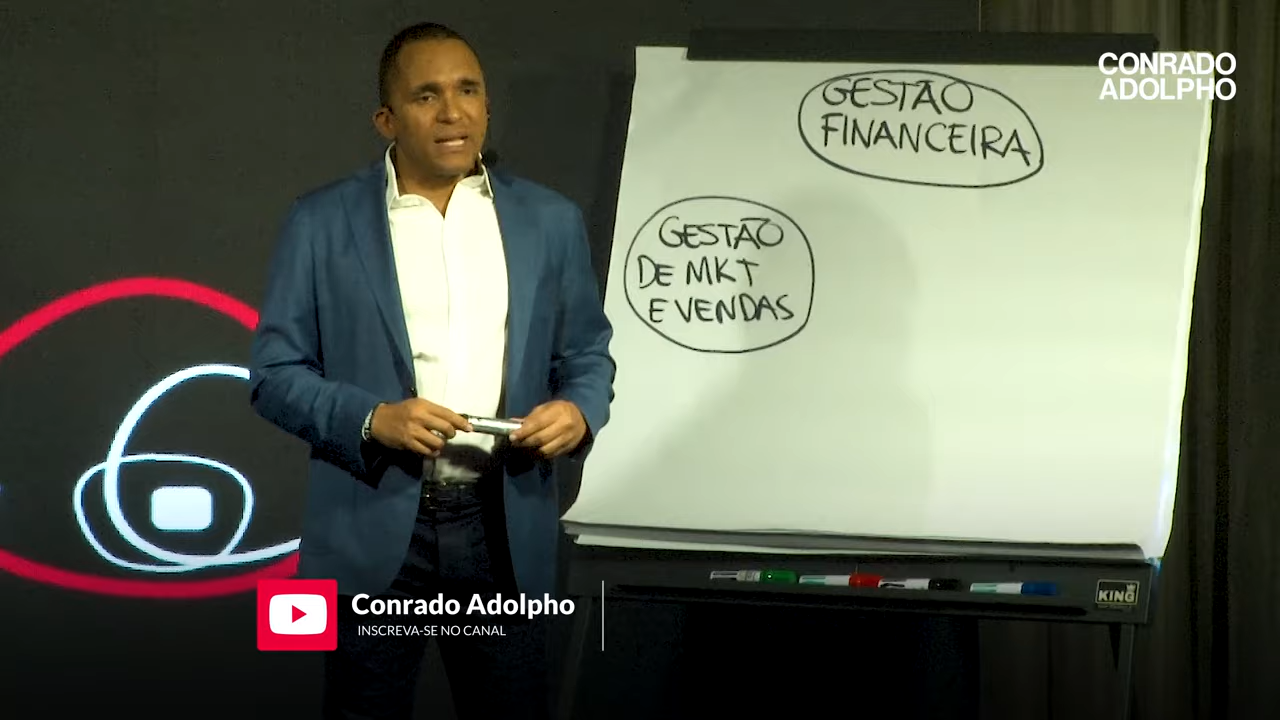 CONRADO
ADOLPHO
GESTÃO
FINANCEIRA
GESTÃO
DE MKT
E VENDAS
KING
Conrado Adolpho
INSCREVA-SE NO CANAL